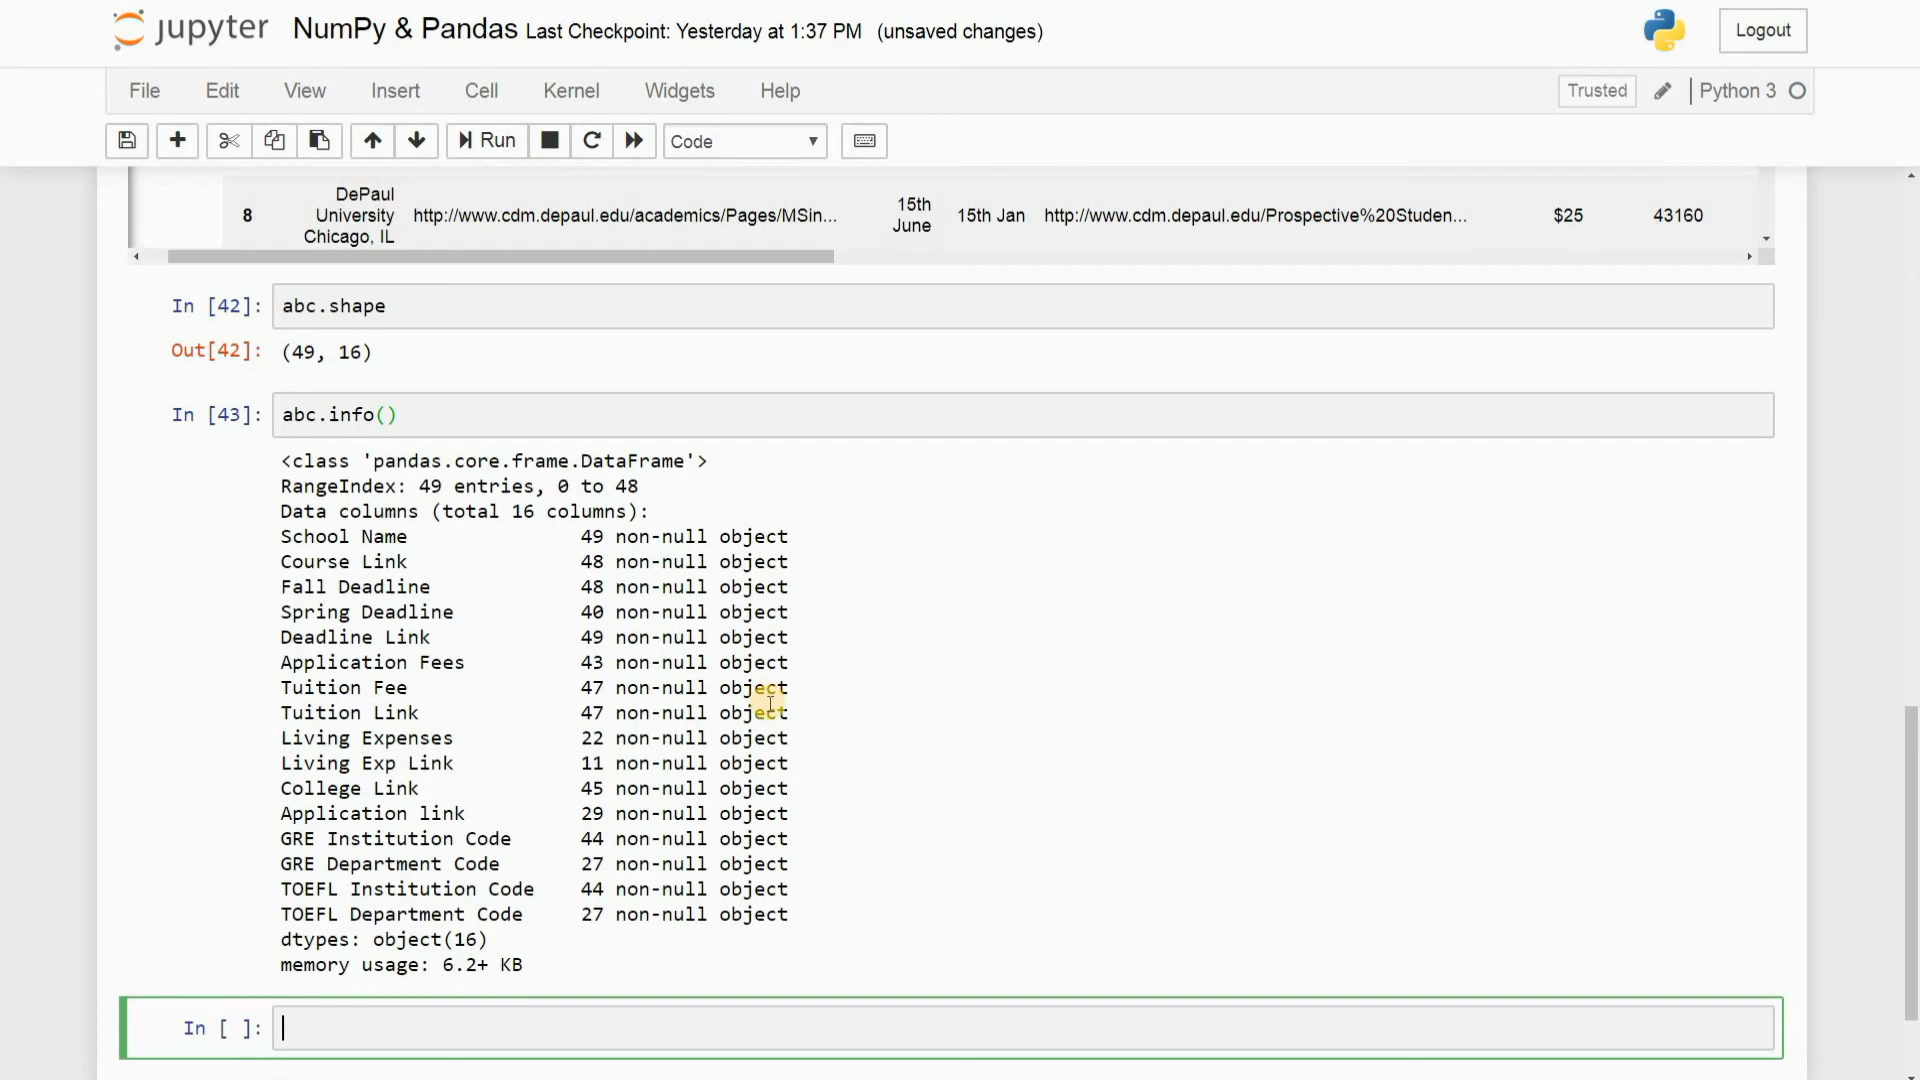 jupyter NumPy & Pandas Last Checkpoint: Yesterday at 1:37 PM (unsaved changes) Logout
File Edit View Insert Cell Kernel Widgets Help Trusted Python 3
Run Code
DePaul
8 University http://www.cdm.depaul.edu/academics/Pages/MSin... 15th June 15th Jan http://www.cdm.depaul.edu/Prospective%20Studen... $25 43160
Chicago, IL
In [42]: abc.shape
Out[42]: (49, 16)
In [43]: abc.info()
<class 'pandas.core.frame.DataFrame'>
RangeIndex: 49 entries, 0 to 48
Data columns (total 16 columns):
School Name 49 non-null object
Course Link 48 non-null object
Fall Deadline 48 non-null object
Spring Deadline 40 non-null object
Deadline Link 49 non-null object
Application Fees 43 non-null object
Tuition Fee 47 non-null object
Tuition Link 47 non-null object
Living Expenses 22 non-null object
Living Exp Link 11 non-null object
College Link 45 non-null object
Application link 29 non-null object
GRE Institution Code 44 non-null object
GRE Department Code 27 non-null object
TOEFL Institution Code 44 non-null object
TOEFL Department Code 27 non-null object
dtypes: object(16)
memory usage: 6.2+ KB
In [ ]: